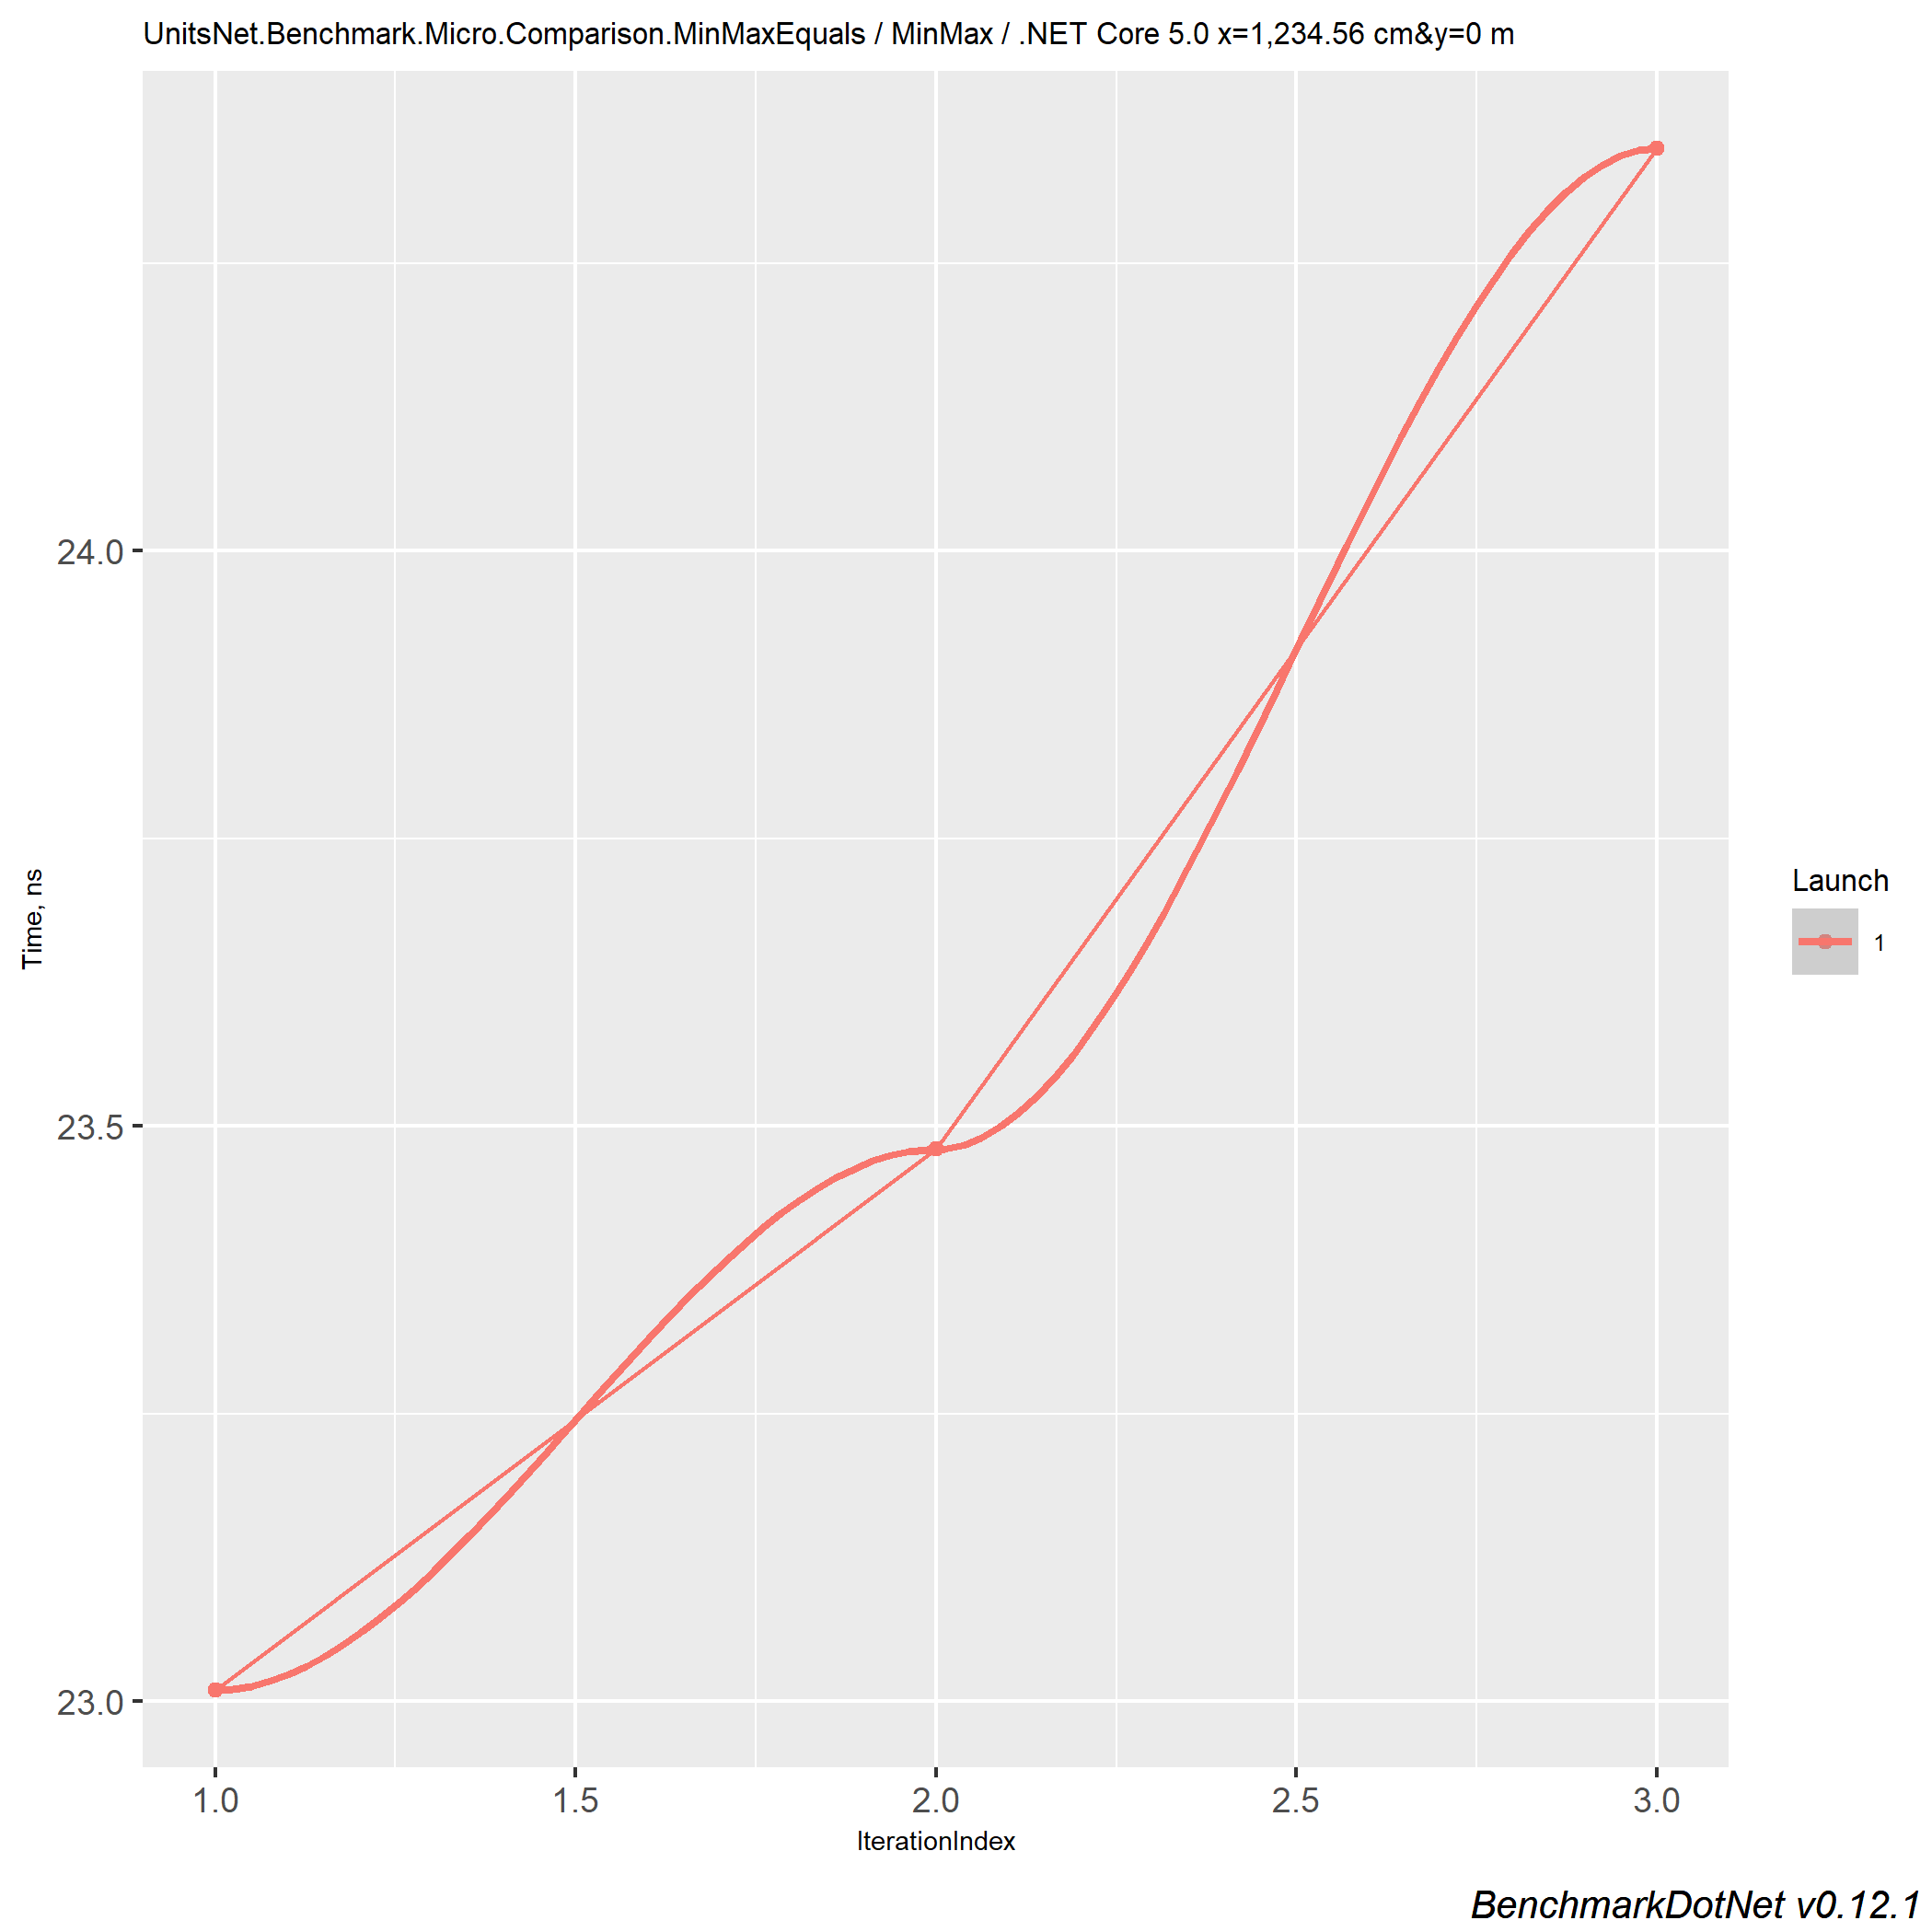 UnitsNet.Benchmark.Micro.Comparison.MinMaxEquals / MinMax / .NET Core 5.0 x=1,234.56 cm&y=0 m
24.0
23.5
23.0
Time, ns
1.0 1.5 2.0 2.5 3.0
IterationIndex
Launch
1
BenchmarkDotNet v0.12.1